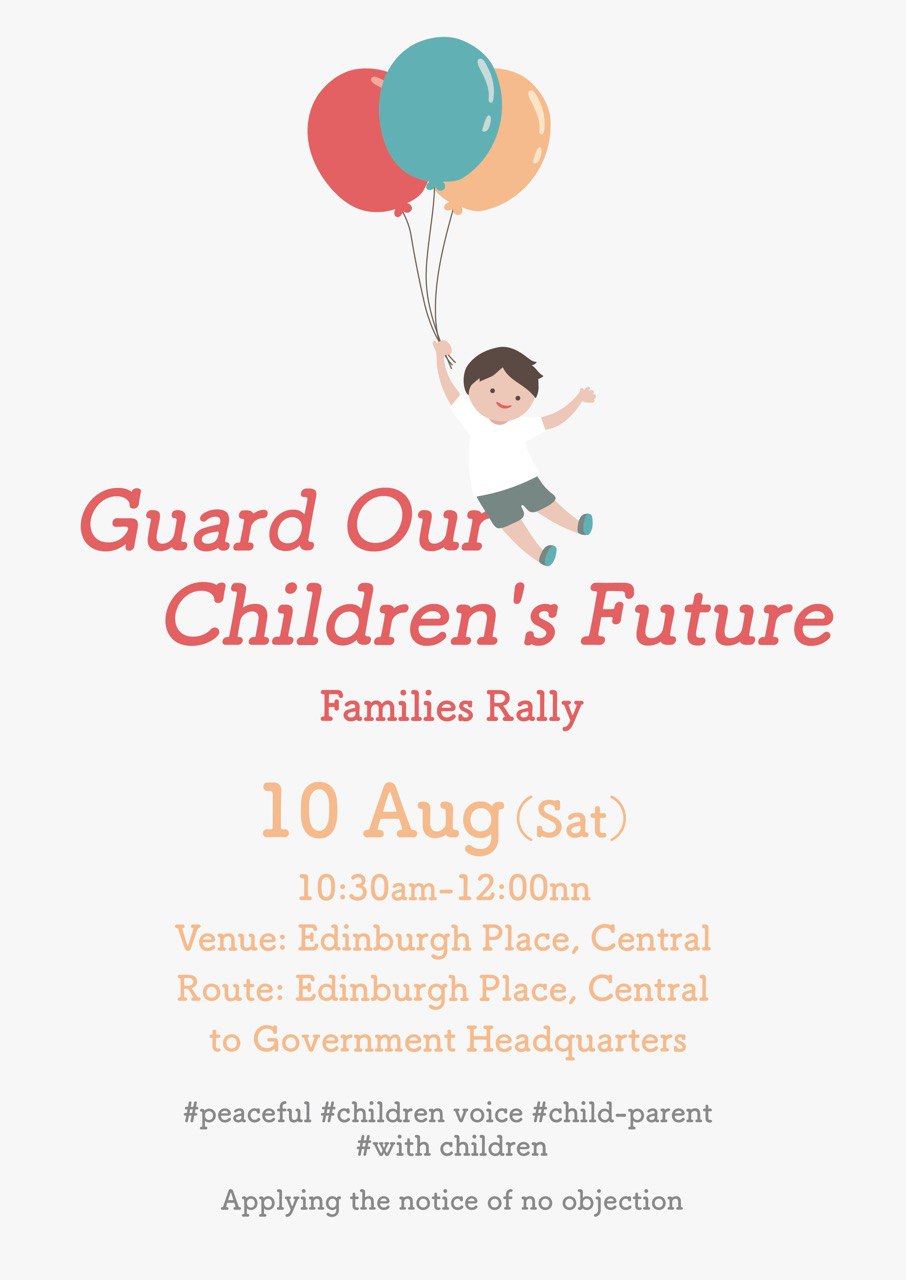 Guard Our
Children's Future
Families Rally
10 Aug (Sat)
10:30am-12:00nn
Venue: Edinburgh Place, Central
Route: Edinburgh Place, Central
to Government Headquarters
#peaceful #children voice #child-parent
#with children
Applying the notice of no objection